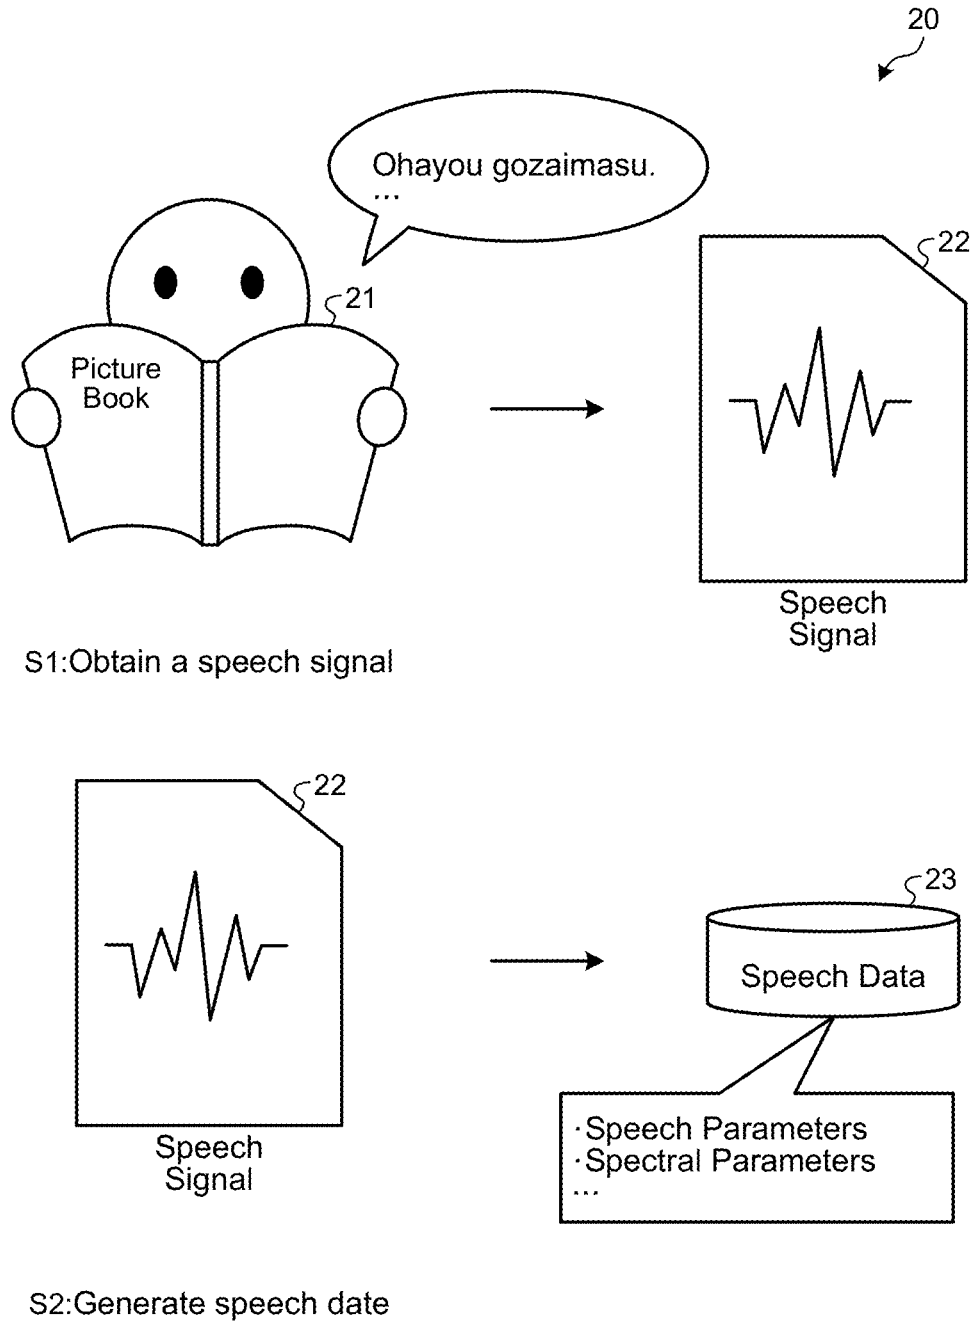 20
Ohayou gozaimasu.
...
22
21
Picture
Book
Speech
Signal
S1:Obtain a speech signal
22
23
Speech Data
Speech
Signal
·Speech Parameters
·Spectral Parameters
...
S2:Generate speech date